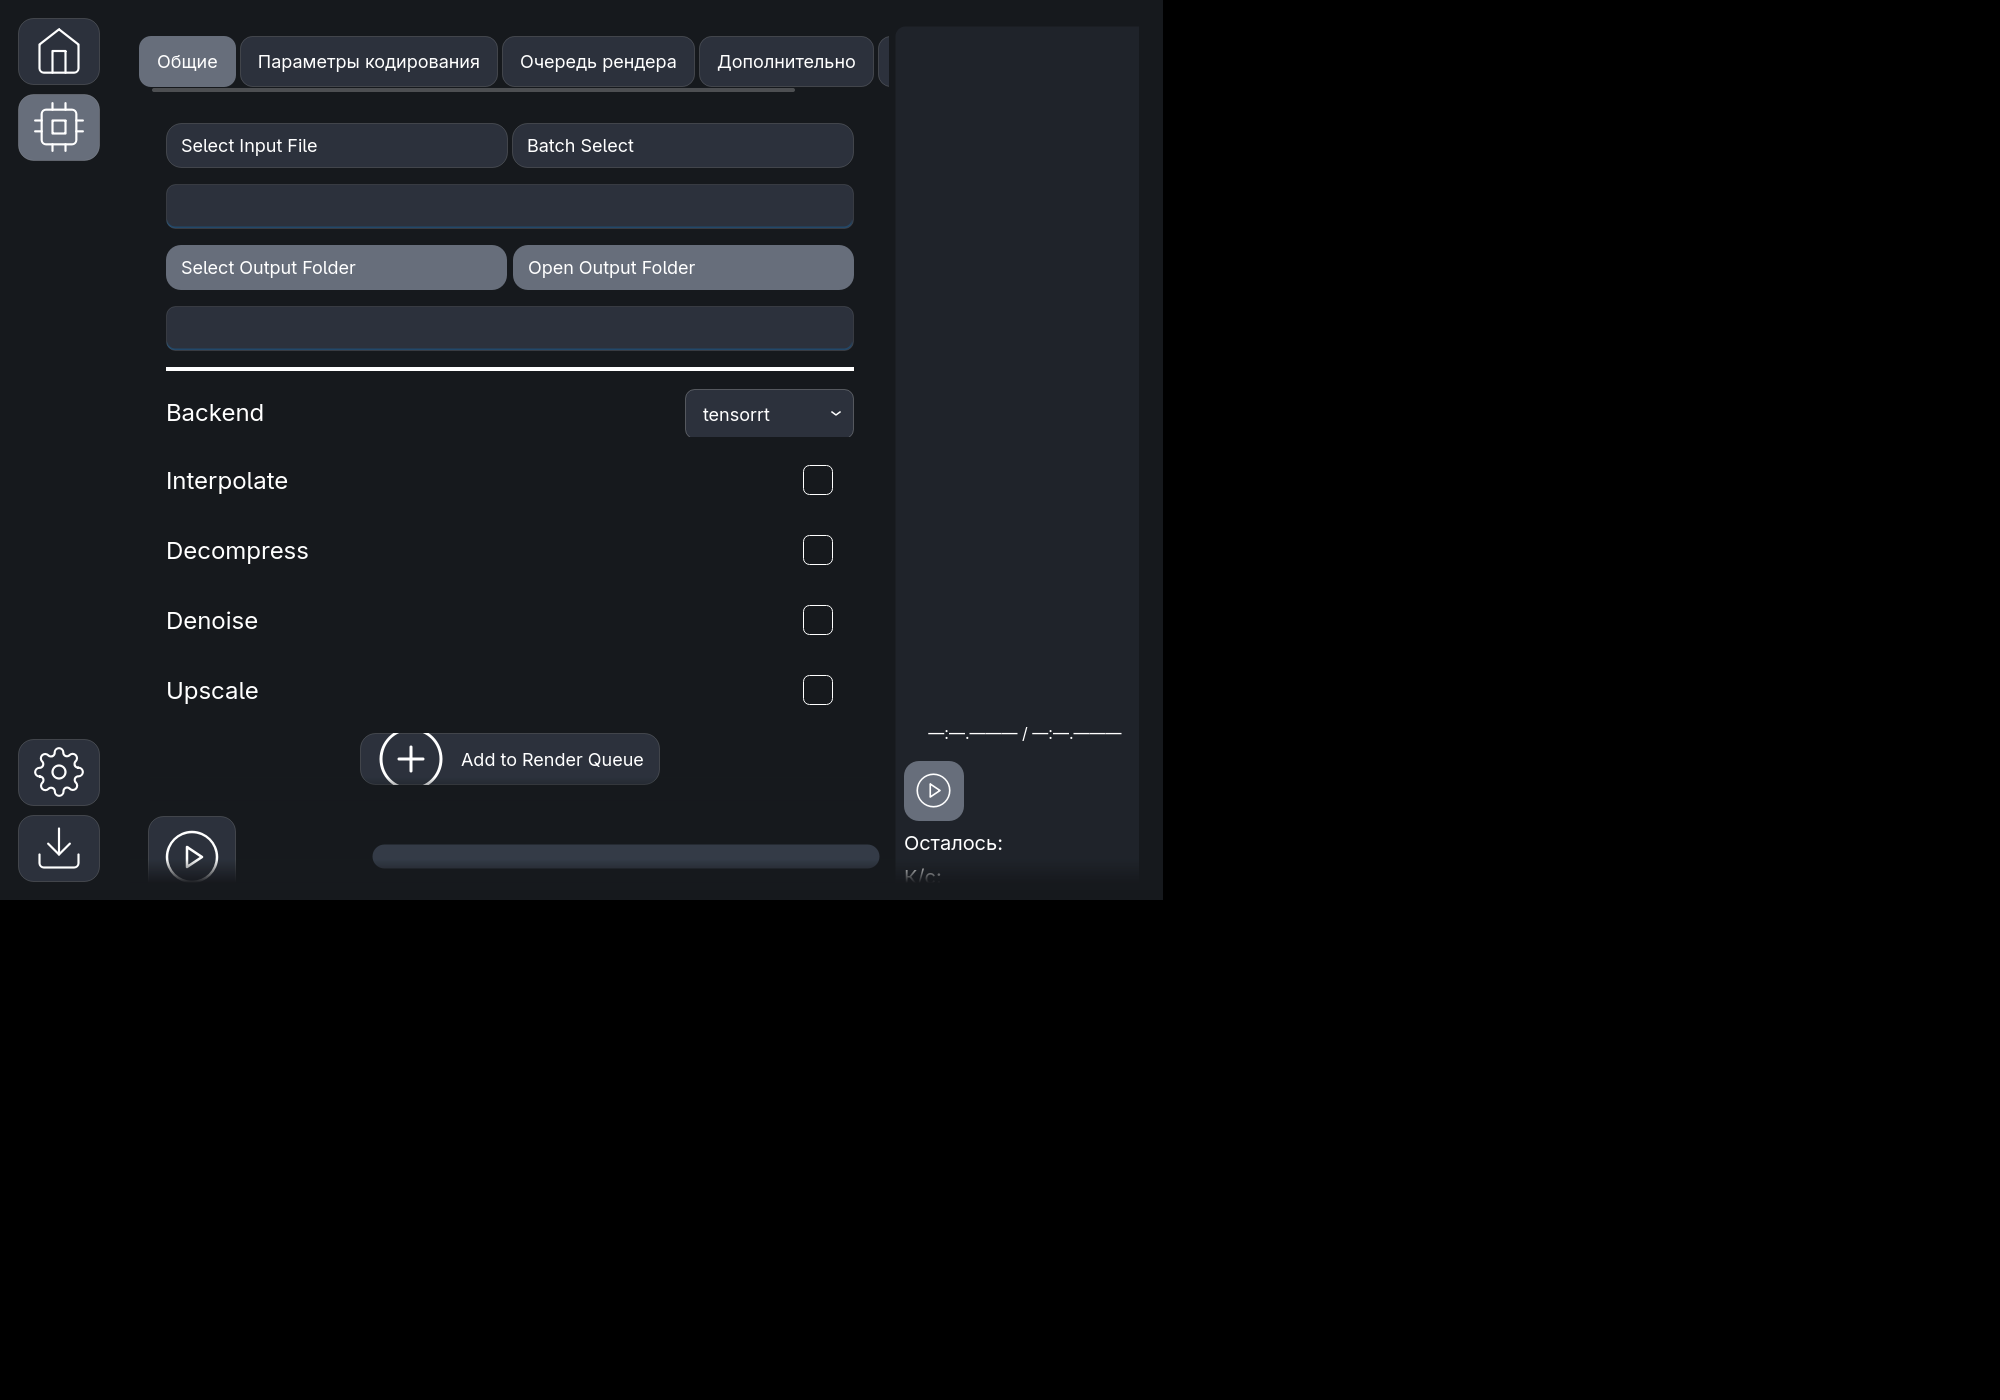 Общие Параметры кодирования Очередь рендера Дополнительно
Select Input File Batch Select
Select Output Folder Open Output Folder
Backend tensorrt
Interpolate
Decompress
Denoise
Upscale
Add to Render Queue
—:—.——— / —:—.———
Осталось:
К/с: